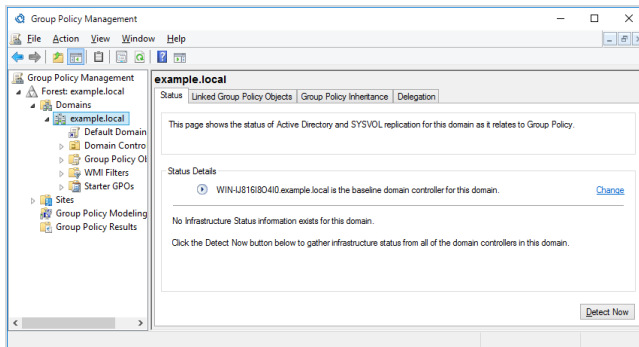 Group Policy Management
File Action View Window Help
Group Policy Management
Forest: example.local
Domains
example.local
Default Domain
Domain Contro
Group Policy Ob
WMI Filters
Starter GPOs
Sites
Group Policy Modeling
Group Policy Results
example.local
Status Linked Group Policy Objects Group Policy Inheritance Delegation
This page shows the status of Active Directory and SYSVOL replication for this domain as it relates to Group Policy.
Status Details
WIN-IJ816I8O4I0.example.local is the baseline domain controller for this domain. Change
No Infrastructure Status information exists for this domain.
Click the Detect Now button below to gather infrastructure status from all of the domain controllers in this domain.
Detect Now